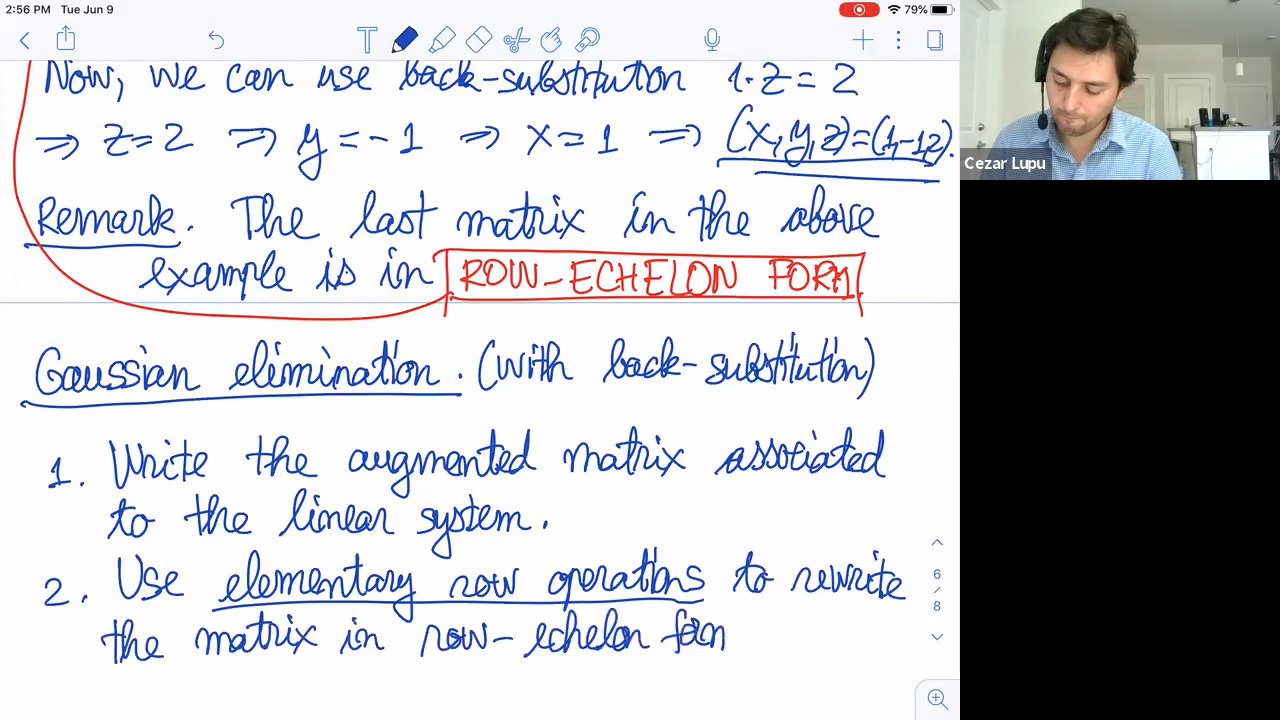 2:56 PM Tue Jun 9
79%
Now, we can use back-substitution 1·z = 2
⇒ z = 2 ⇒ y = -1 ⇒ x = 1 ⇒ (x,y,z)=(1,-1,2).
Remark. The last matrix in the above
example is in ROW-ECHELON FORM
Gaussian elimination. (with back-substitution)
1. Write the augmented matrix associated
to the linear system.
2. Use elementary row operations to rewrite
the matrix in row-echelon form
6/8
Cezar Lupu